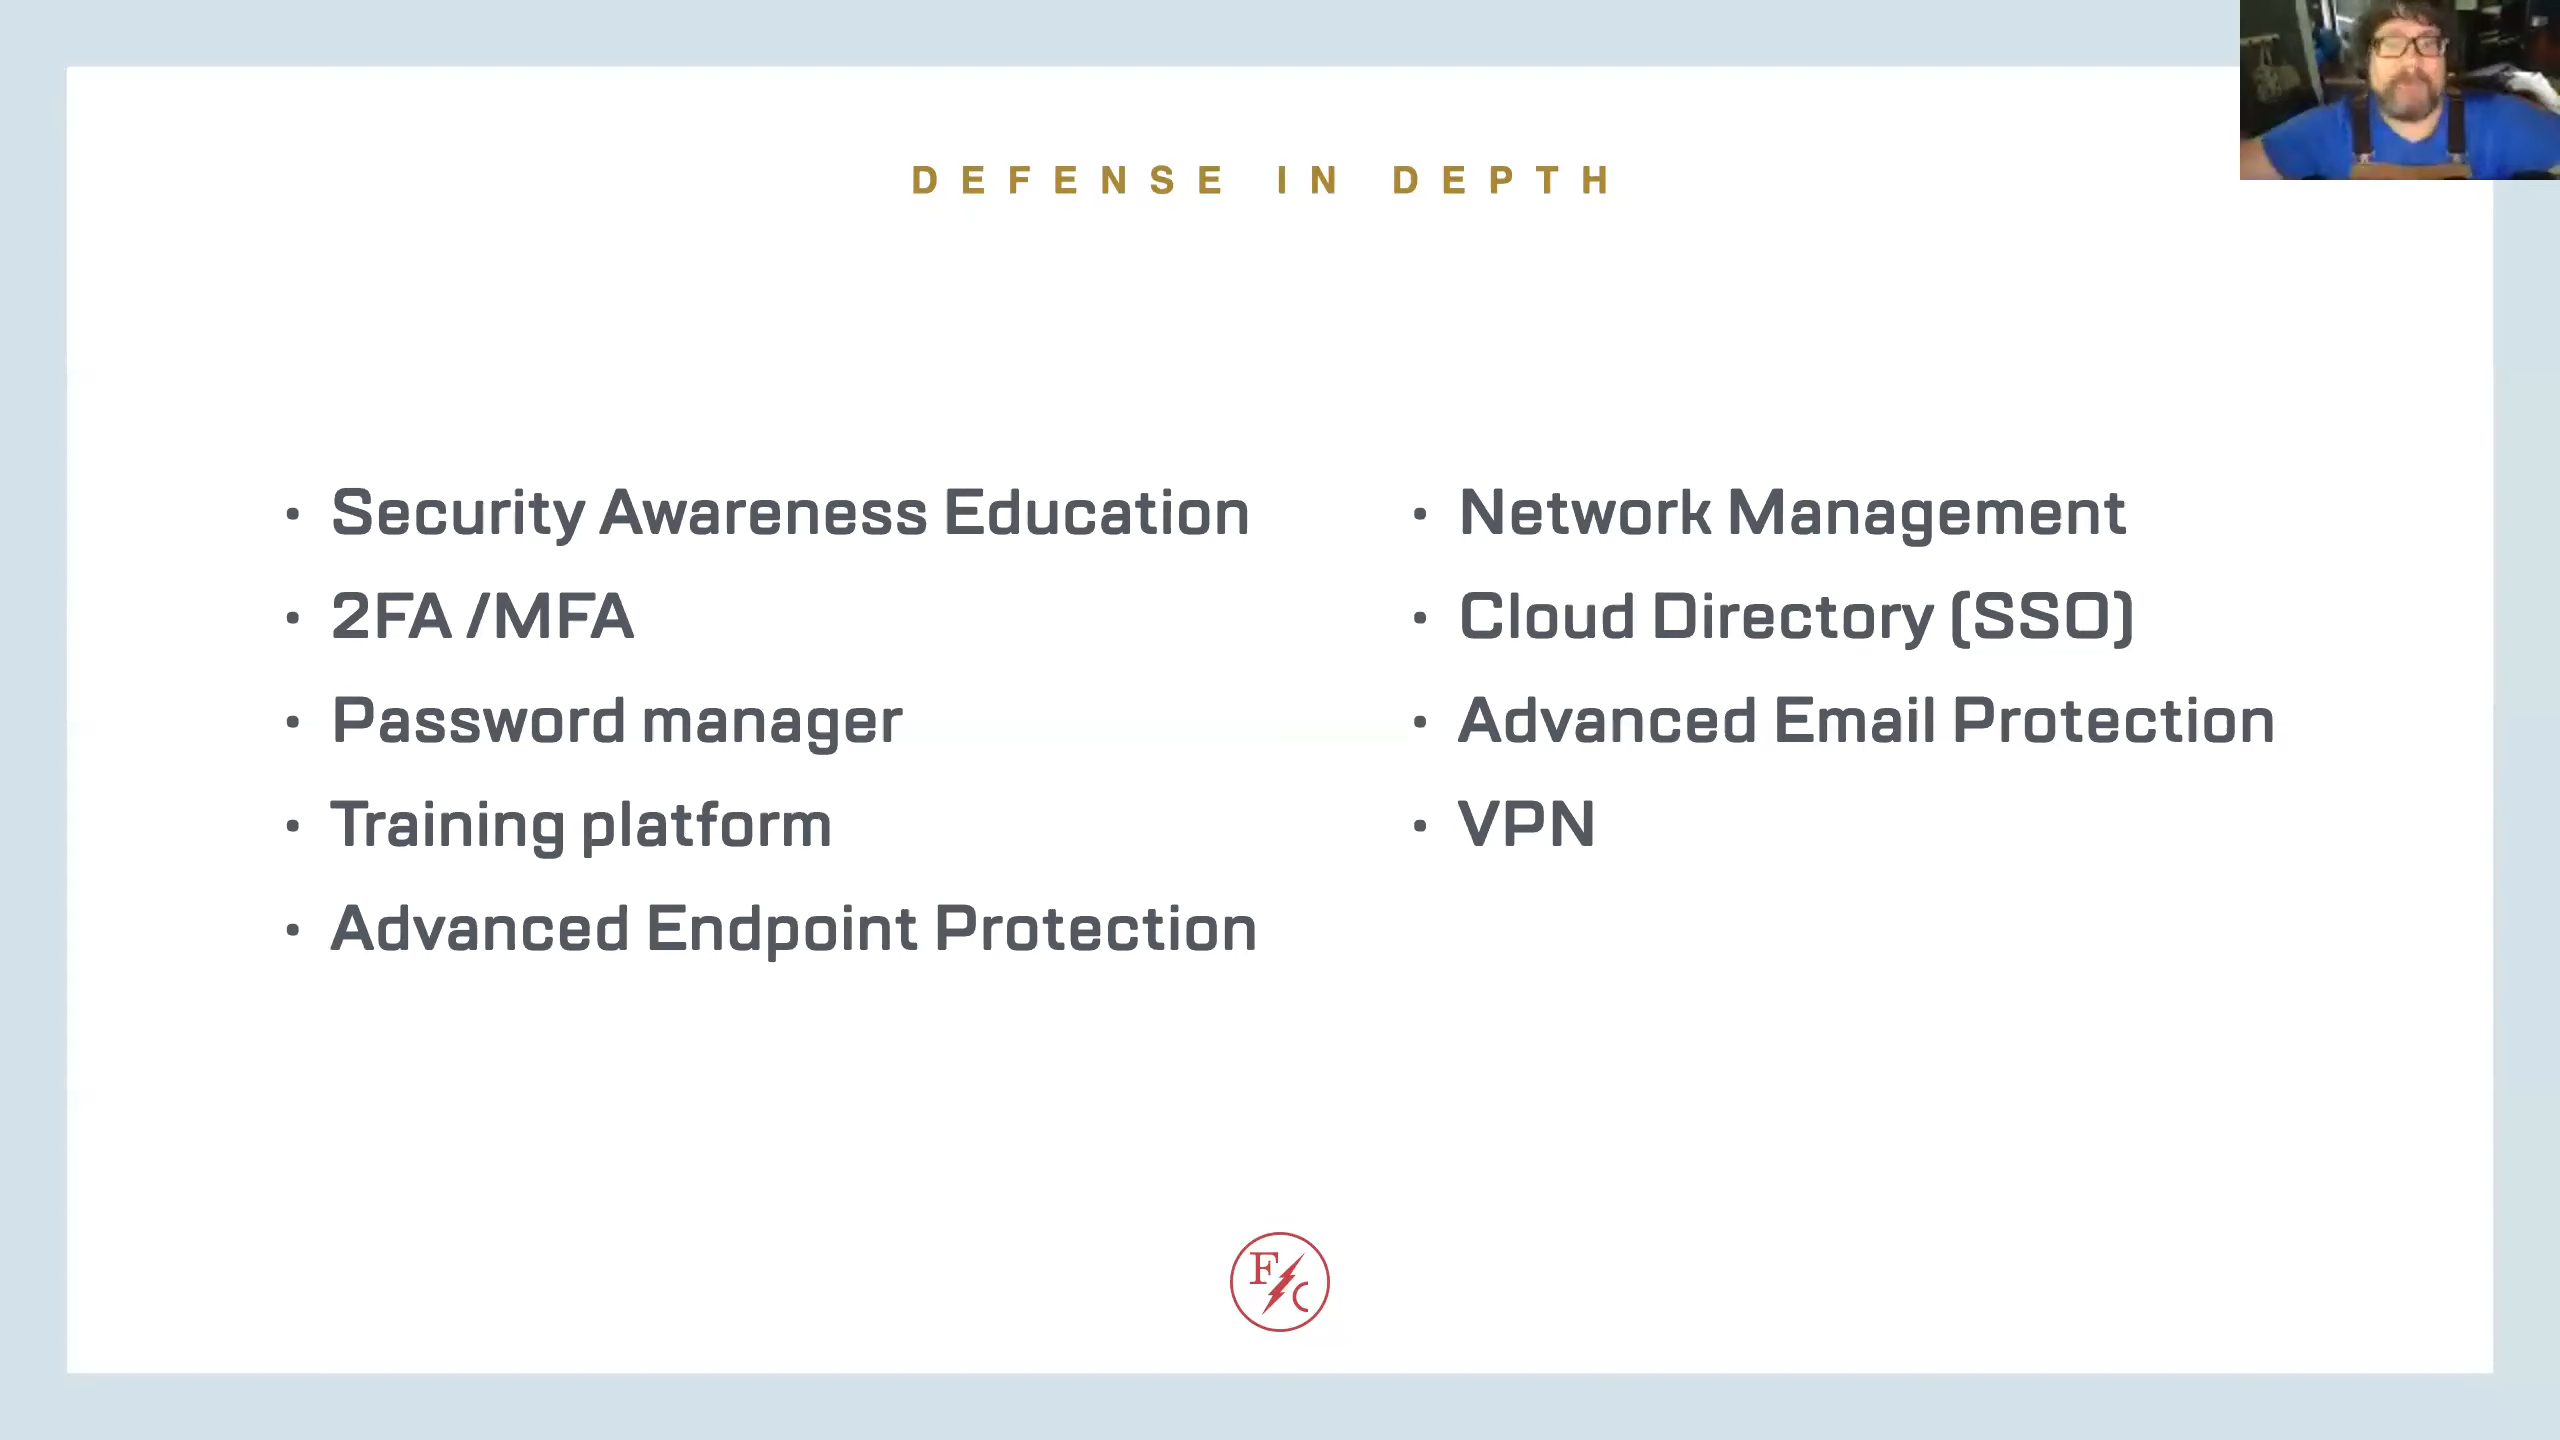 DEFENSE IN DEPTH
• Security Awareness Education
• 2FA /MFA
• Password manager
• Training platform
• Advanced Endpoint Protection
• Network Management
• Cloud Directory (SSO)
• Advanced Email Protection
• VPN
F C